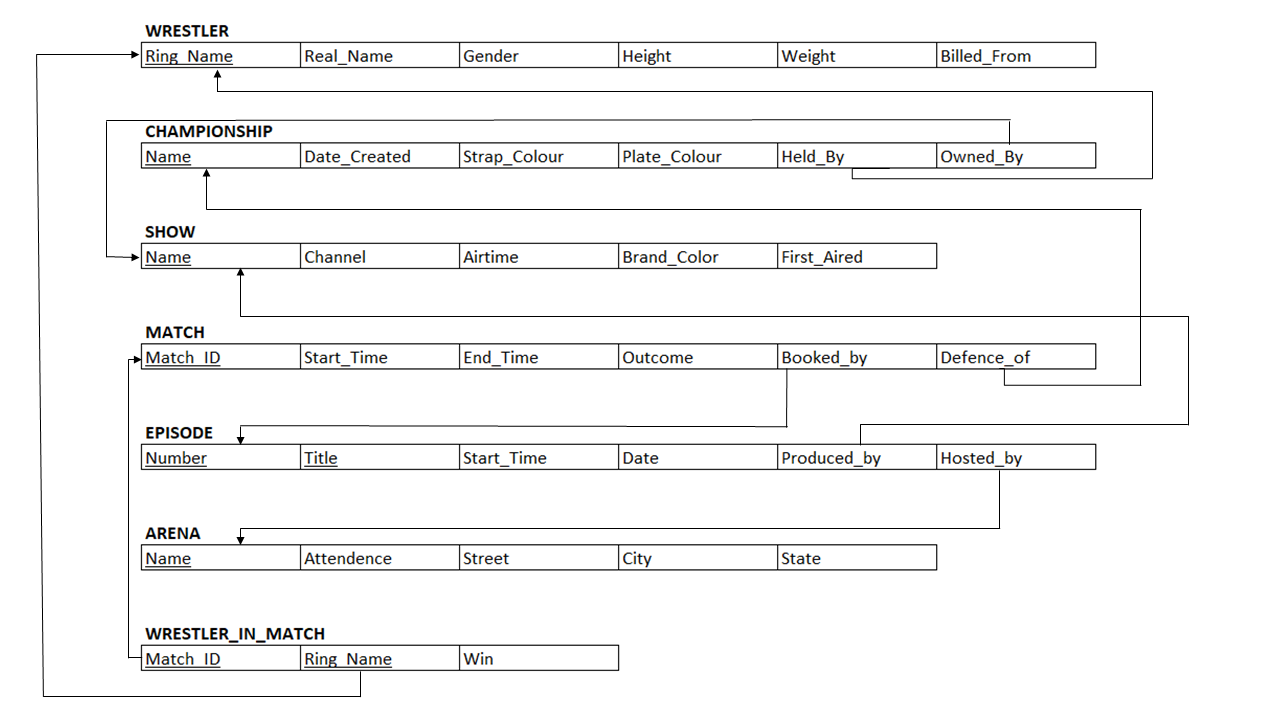 WRESTLER
Ring_Name Real_Name Gender Height Weight Billed_From
CHAMPIONSHIP
Name Date_Created Strap_Colour Plate_Colour Held_By Owned_By
SHOW
Name Channel Airtime Brand_Color First_Aired
MATCH
Match_ID Start_Time End_Time Outcome Booked_by Defence_of
EPISODE
Number Title Start_Time Date Produced_by Hosted_by
ARENA
Name Attendence Street City State
WRESTLER_IN_MATCH
Match_ID Ring_Name Win